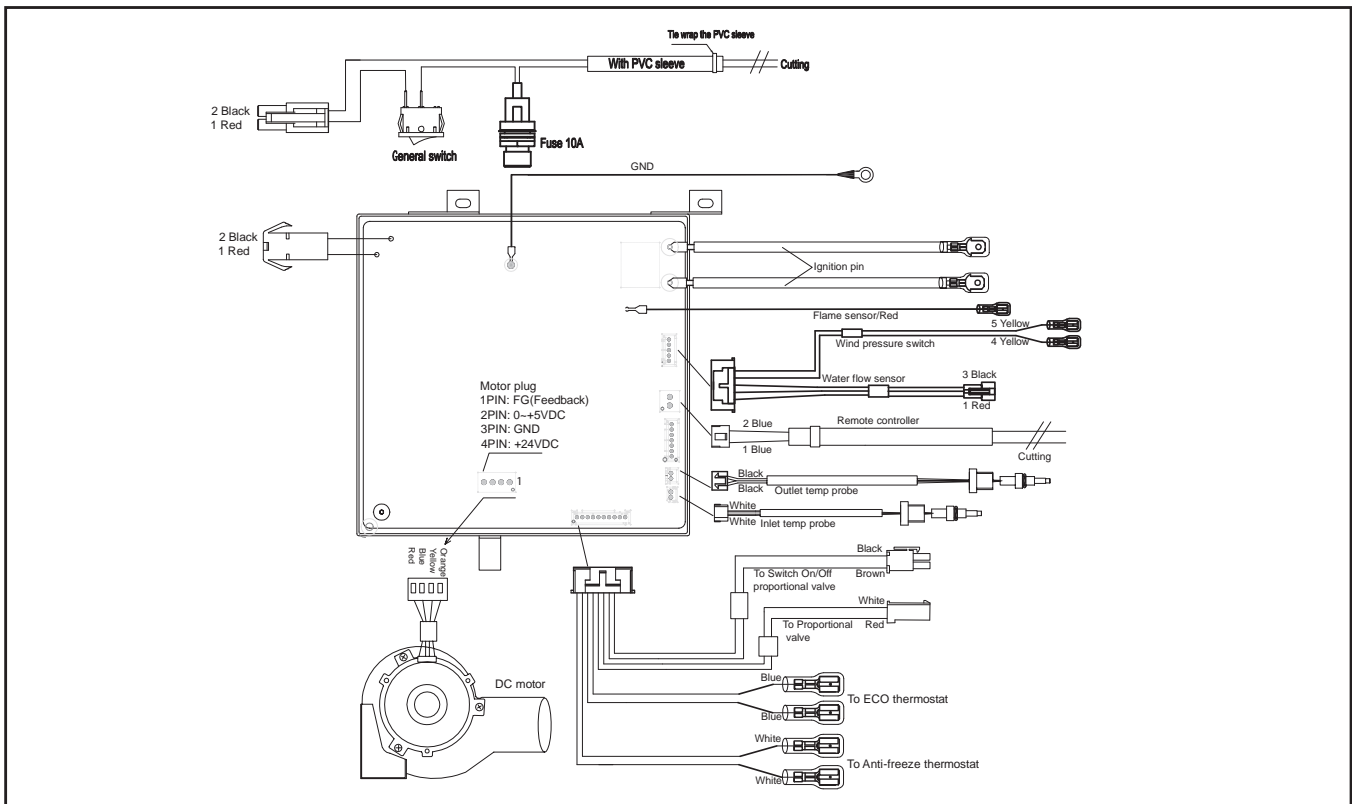 Tie wrap the PVC sleeve
With PVC sleeve
Cutting
2 Black
1 Red
General switch
Fuse 10A
GND
2 Black
1 Red
Ignition pin
Flame sensor/Red
5 Yellow
Wind pressure switch
4 Yellow
Motor plug
1PIN: FG(Feedback)
2PIN: 0~+5VDC
3PIN: GND
4PIN: +24VDC
1
Water flow sensor
3 Black
1 Red
2 Blue
Remote controller
1 Blue
Cutting
Black
Black
Outlet temp probe
White
White
Inlet temp probe
Orange
Yellow
Blue
Red
Black
To Switch On/Off
Brown
proportional valve
White
To Proportional
Red
valve
DC motor
Blue
To ECO thermostat
Blue
White
To Anti-freeze thermostat
White